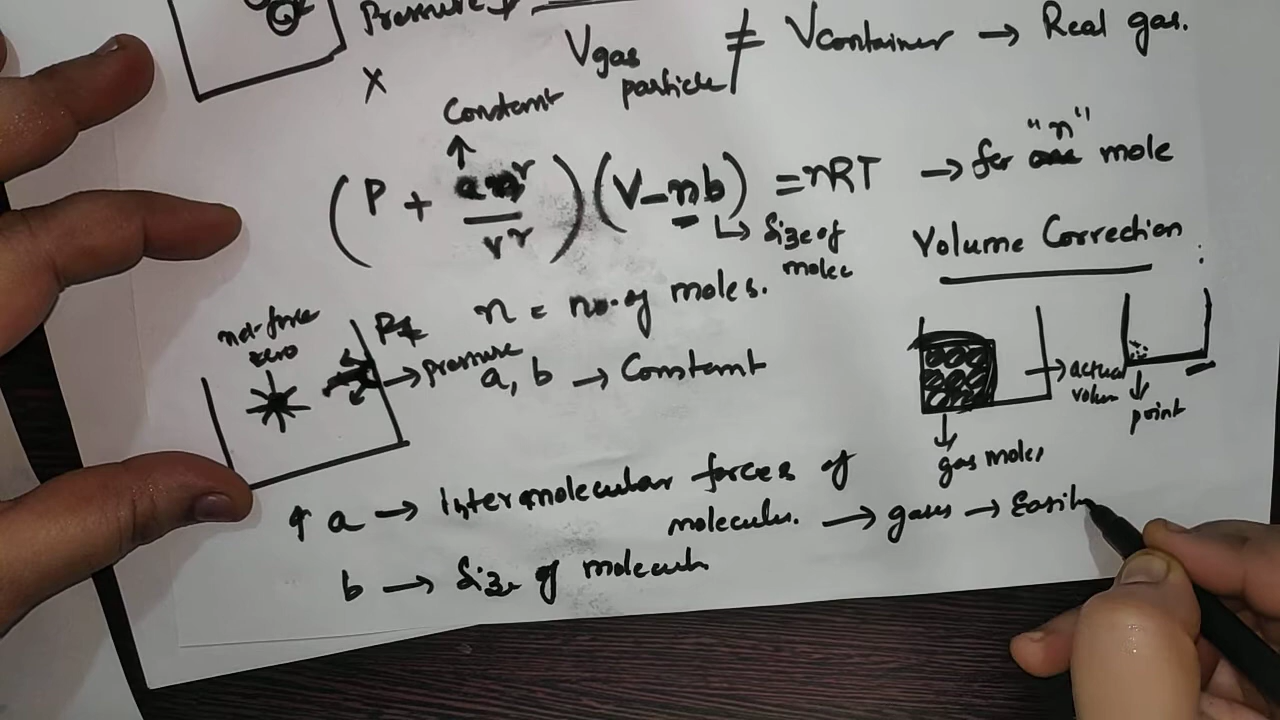 Pressure
X
Vgas particle ≠ Vcontainer → Real gas.
Constant
↑
(P + an²/V²)(V-nb) = nRT → for "n" mole
↳ Size of
molec
Volume Correction
n = no. of moles.
net-force
zero
→ pressure
a, b → Constant
→ actual
volum
point
gas molec
↑ a → Intermolecular forces of
molecules. → gases → Easily
b → Size of molecule